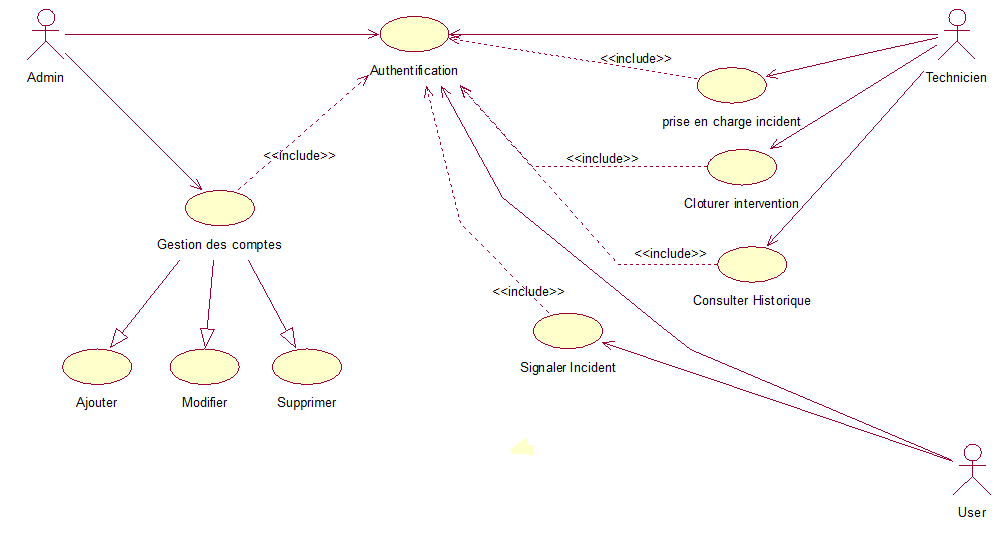 Admin
Authentification
Technicien
<<include>>
prise en charge incident
<<include>>
<<include>>
Cloturer intervention
Gestion des comptes
<<include>>
Consulter Historique
<<include>>
Signaler Incident
Ajouter
Modifier
Supprimer
User